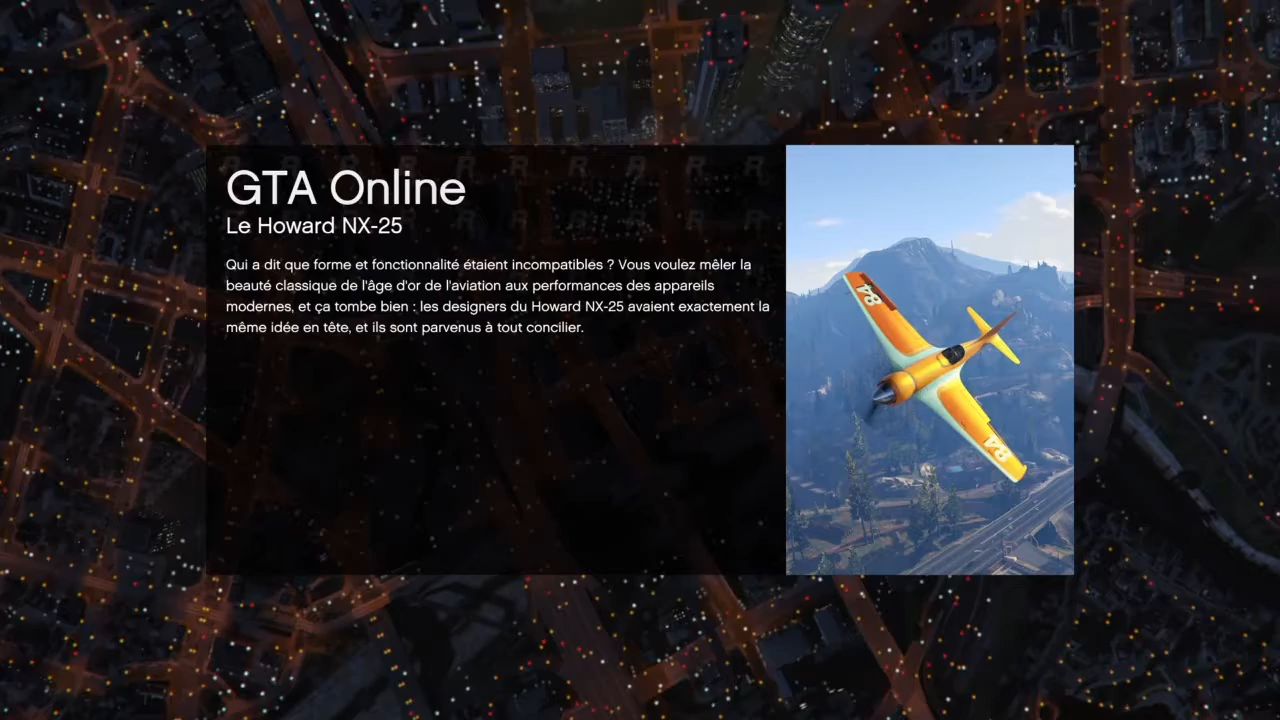 GTA Online
Le Howard NX-25
Qui a dit que forme et fonctionnalité étaient incompatibles ? Vous voulez mêler la
beauté classique de l'âge d'or de l'aviation aux performances des appareils
modernes, et ça tombe bien : les designers du Howard NX-25 avaient exactement la
même idée en tête, et ils sont parvenus à tout concilier.